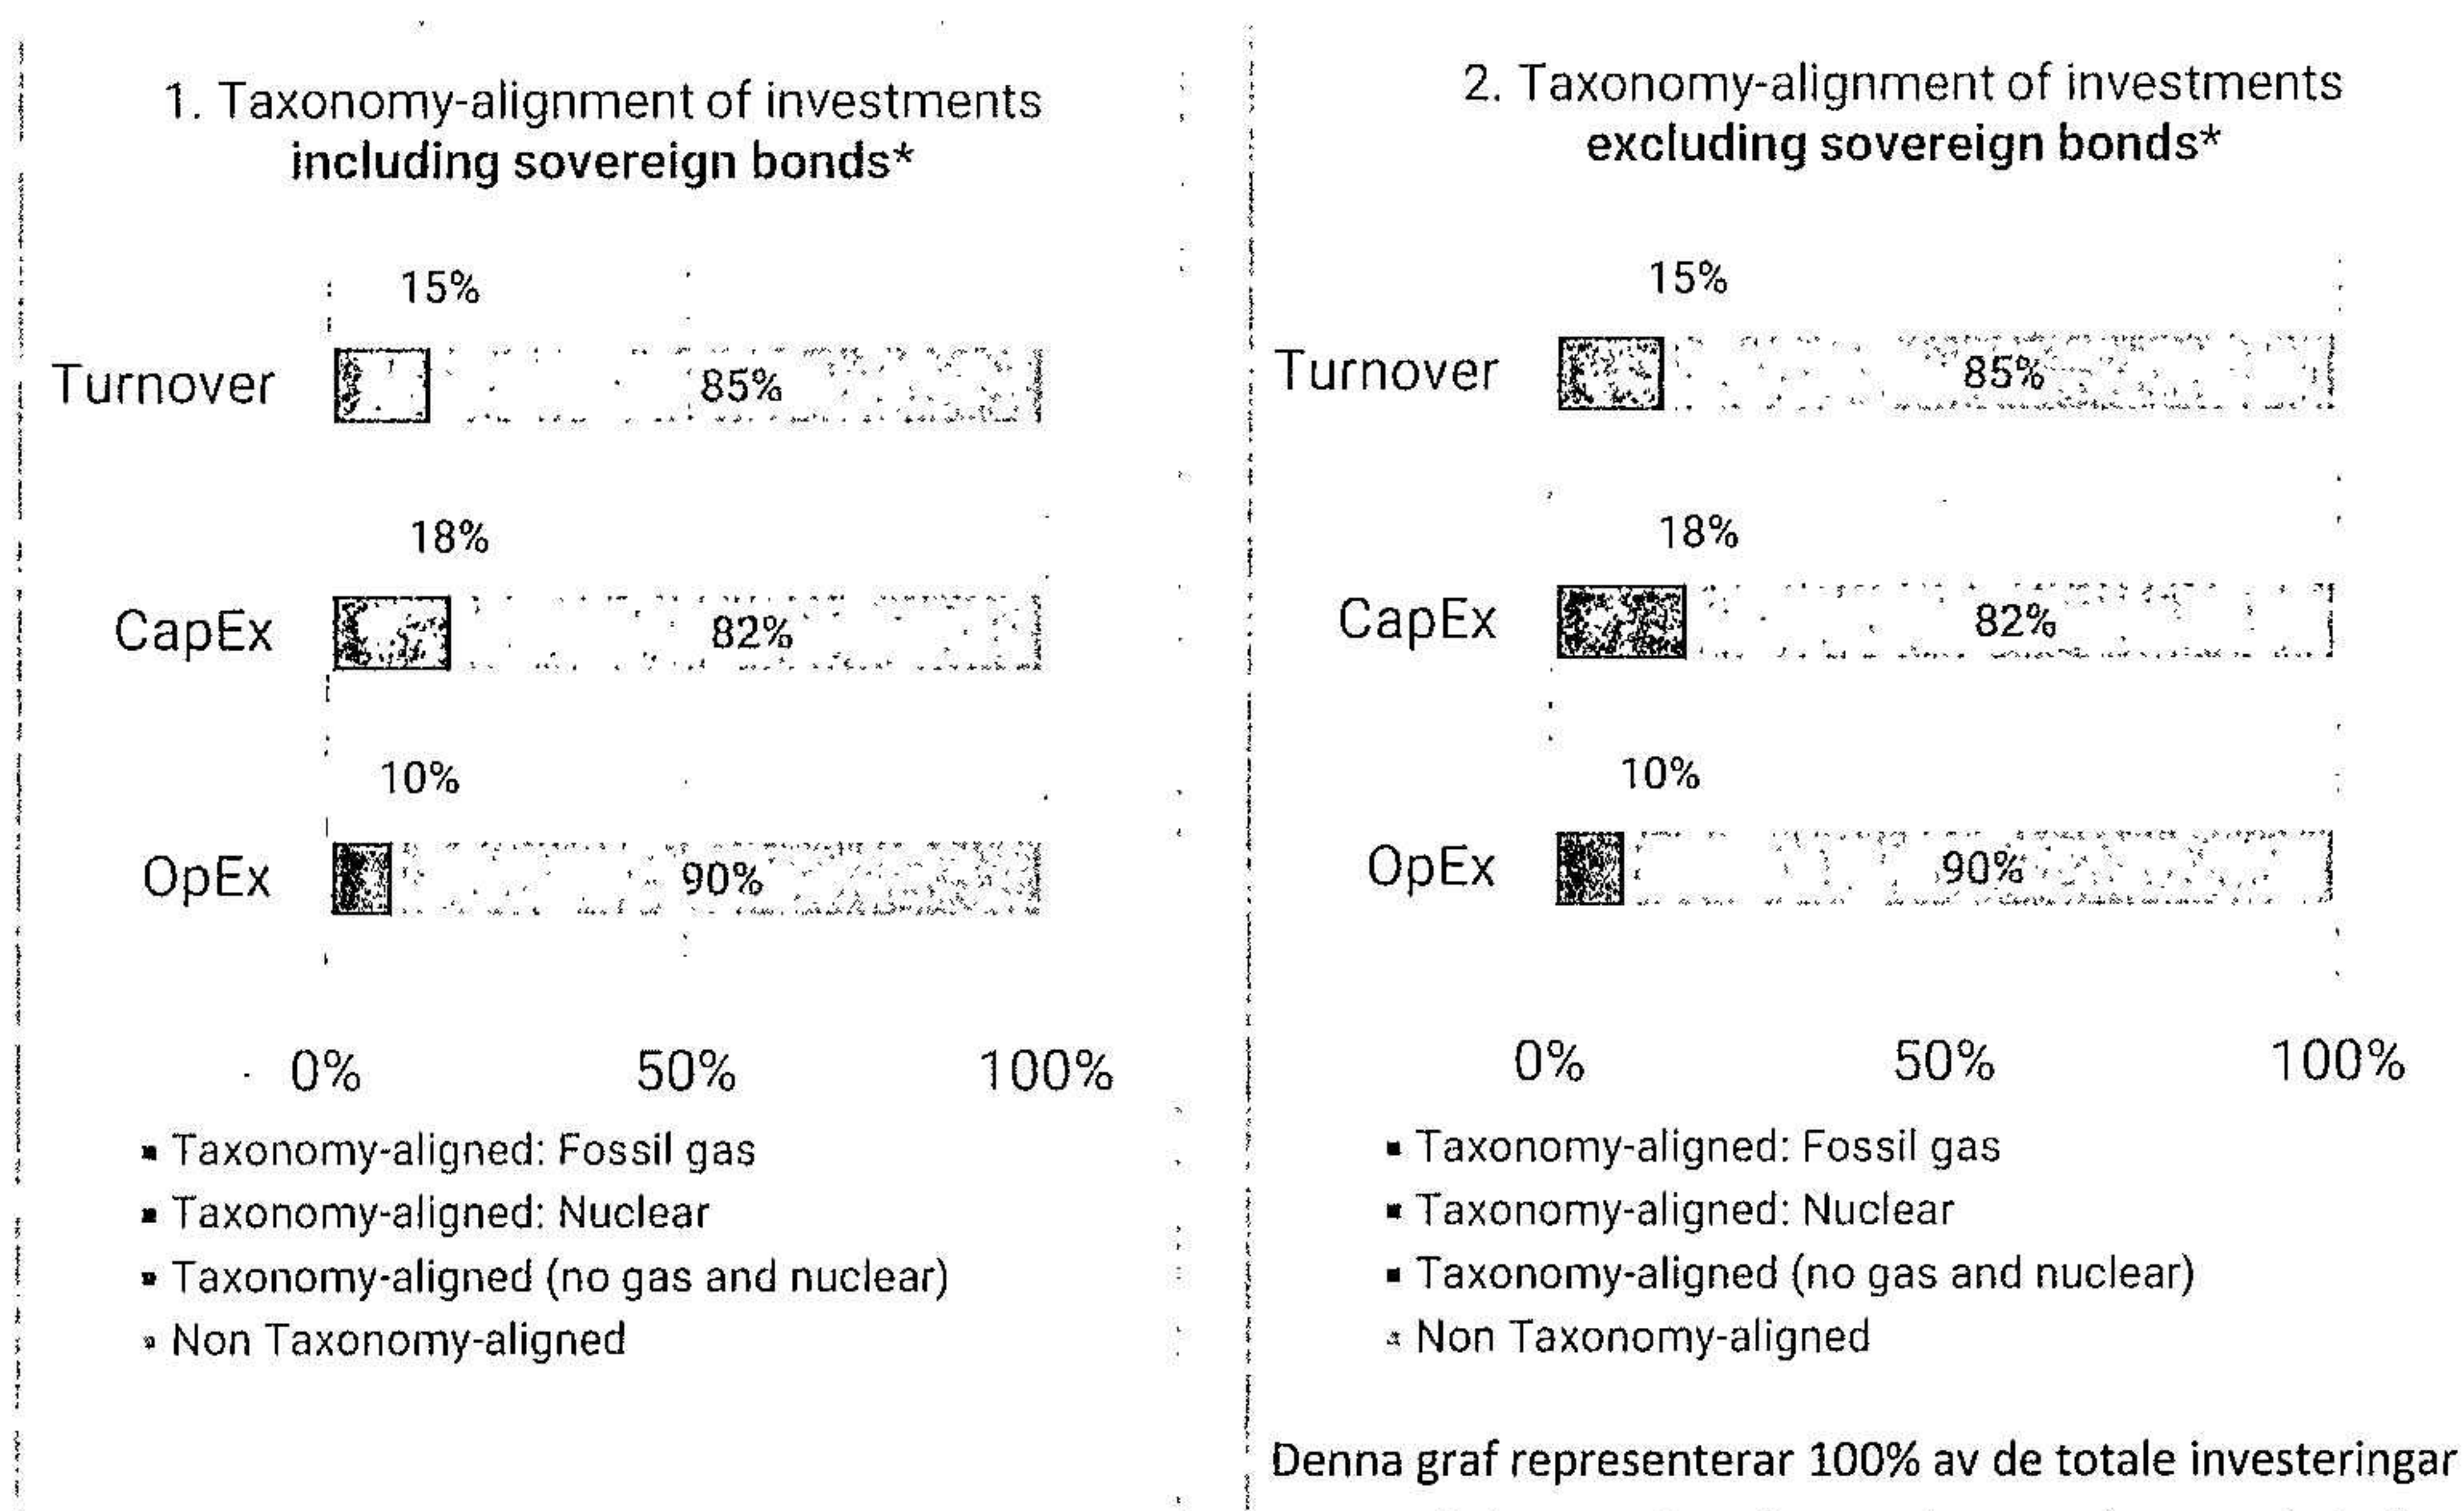 1. Taxonomy-alignment of investments
including sovereign bonds*
15%
Turnover
85%
18%
CapEx
82%
10%
OpEx
90%
0% 50% 100%
Taxonomy-aligned: Fossil gas
Taxonomy-aligned: Nuclear
Taxonomy-aligned (no gas and nuclear)
Non Taxonomy-aligned
2. Taxonomy-alignment of investments
excluding sovereign bonds*
15%
Turnover
85%
18%
CapEx
82%
10%
OpEx
90%
0% 50% 100%
Taxonomy-aligned: Fossil gas
Taxonomy-aligned: Nuclear
Taxonomy-aligned (no gas and nuclear)
Non Taxonomy-aligned
Denna graf representerar 100% av de totale investeringar